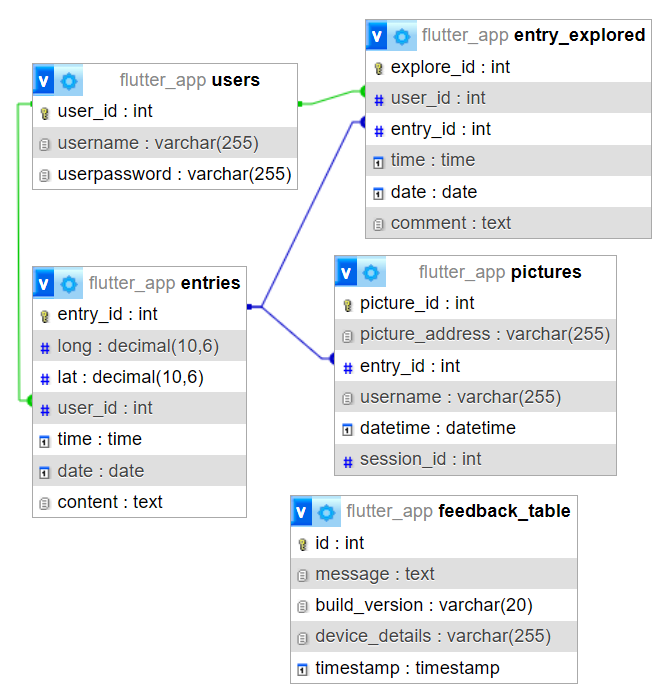 v flutter_app entry_explored
explore_id : int
# user_id : int
# entry_id : int
time : time
date : date
comment : text
v flutter_app users
user_id : int
username : varchar(255)
userpassword : varchar(255)
v flutter_app entries
entry_id : int
# long : decimal(10,6)
# lat : decimal(10,6)
# user_id : int
time : time
date : date
content : text
v flutter_app pictures
picture_id : int
picture_address : varchar(255)
# entry_id : int
username : varchar(255)
datetime : datetime
# session_id : int
v flutter_app feedback_table
id : int
message : text
build_version : varchar(20)
device_details : varchar(255)
timestamp : timestamp